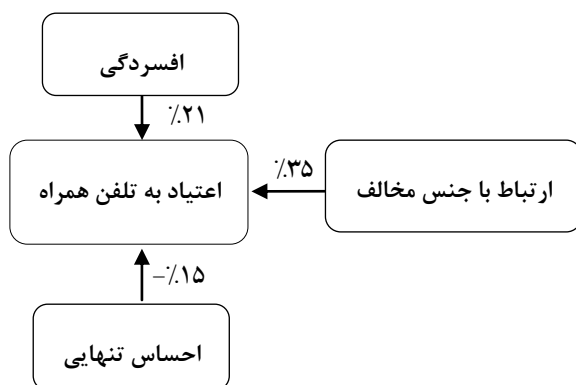 افسردگی
٪۲۱
اعتیاد به تلفن همراه
٪۳۵
ارتباط با جنس مخالف
–٪۱۵
احساس تنهایی